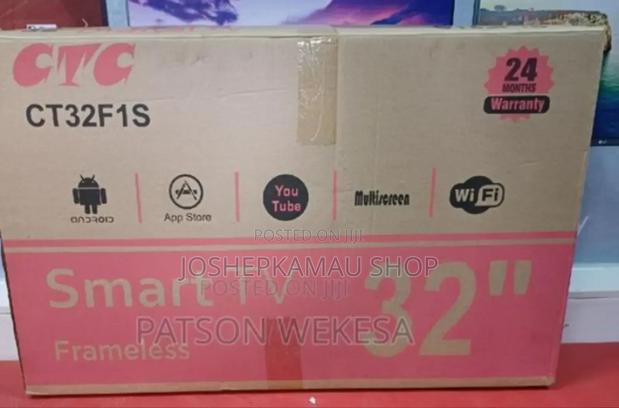 CTC
CT32F1S
24
MONTHS
Warranty
ANDROID
App Store
You
Tube
Multiscreen
WiFi
POSTED ON JIJI
JOSHEPKAMAU SHOP
Smart TV
32"
POSTED ON JIJI
PATSON WEKESA
Frameless